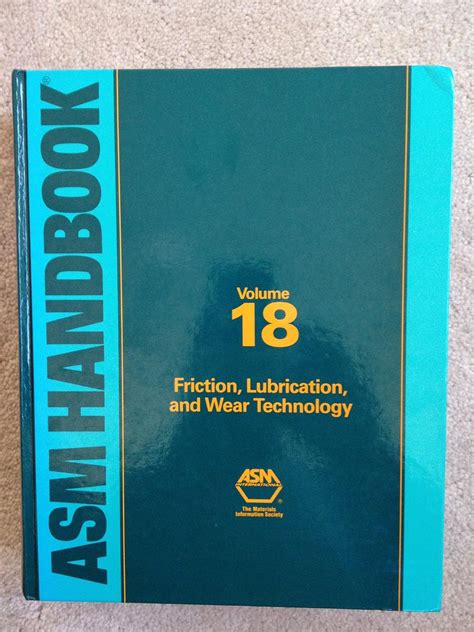 ASM HANDBOOK®
Volume
18
Friction, Lubrication,
and Wear Technology
ASM
INTERNATIONAL
®
The Materials
Information Society